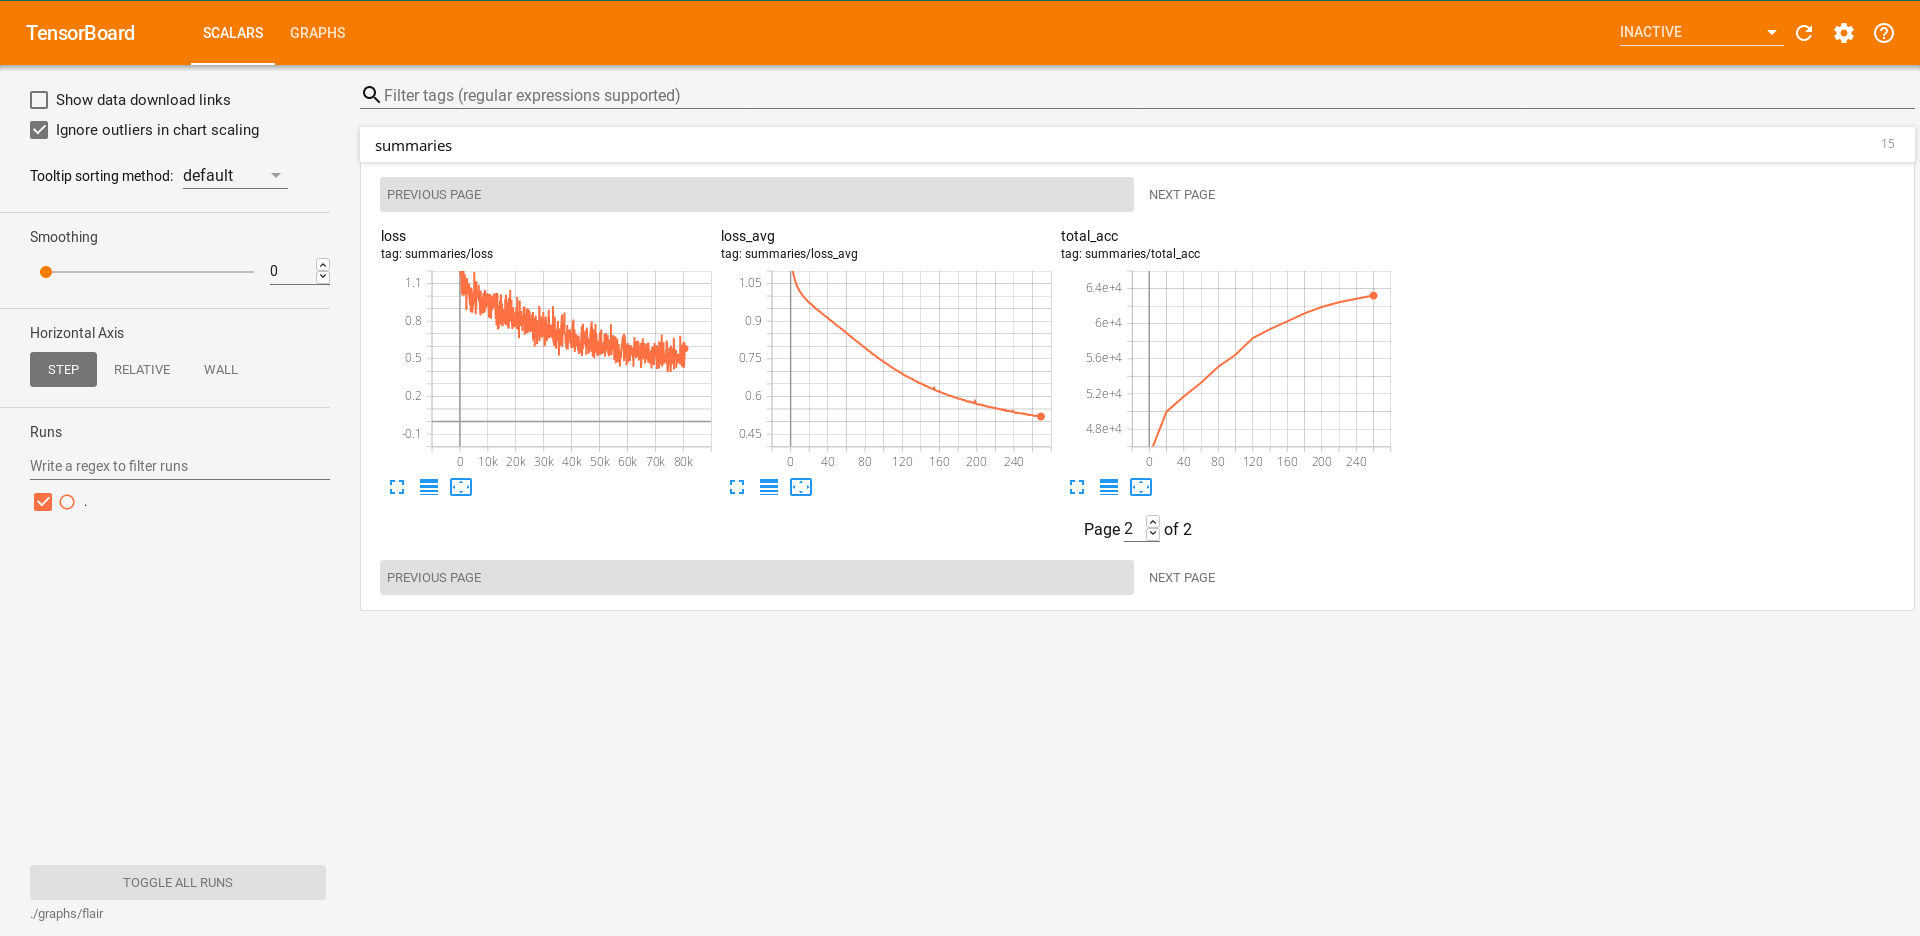 TensorBoard SCALARS GRAPHS INACTIVE
Show data download links
Ignore outliers in chart scaling
Tooltip sorting method: default
Smoothing
0
Horizontal Axis
STEP RELATIVE WALL
Runs
Write a regex to filter runs
.
TOGGLE ALL RUNS
./graphs/flair
Filter tags (regular expressions supported)
summaries 15
PREVIOUS PAGE NEXT PAGE
loss
tag: summaries/loss
1.1
0.8
0.5
0.2
-0.1
0 10k 20k 30k 40k 50k 60k 70k 80k
loss_avg
tag: summaries/loss_avg
1.05
0.9
0.75
0.6
0.45
0 40 80 120 160 200 240
total_acc
tag: summaries/total_acc
6.4e+4
6e+4
5.6e+4
5.2e+4
4.8e+4
0 40 80 120 160 200 240
Page 2 of 2
PREVIOUS PAGE NEXT PAGE